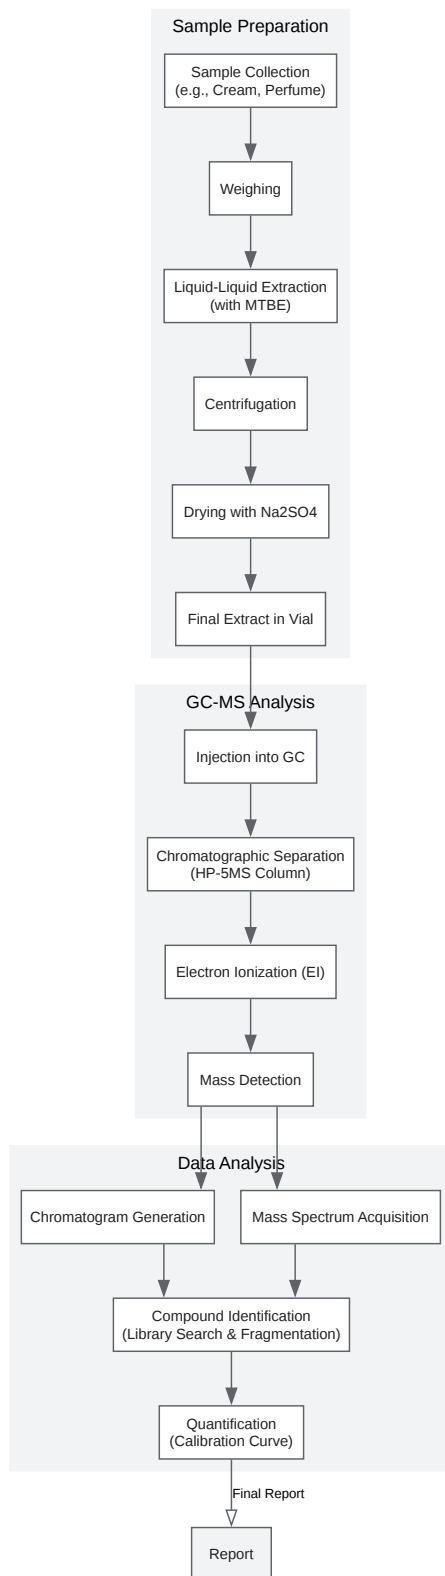 Sample Preparation
Sample Collection
(e.g., Cream, Perfume)
Weighing
Liquid-Liquid Extraction
(with MTBE)
Centrifugation
Drying with Na2SO4
Final Extract in Vial
GC-MS Analysis
Injection into GC
Chromatographic Separation
(HP-5MS Column)
Electron Ionization (EI)
Mass Detection
Data Analysis
Chromatogram Generation
Mass Spectrum Acquisition
Compound Identification
(Library Search & Fragmentation)
Quantification
(Calibration Curve)
Final Report
Report